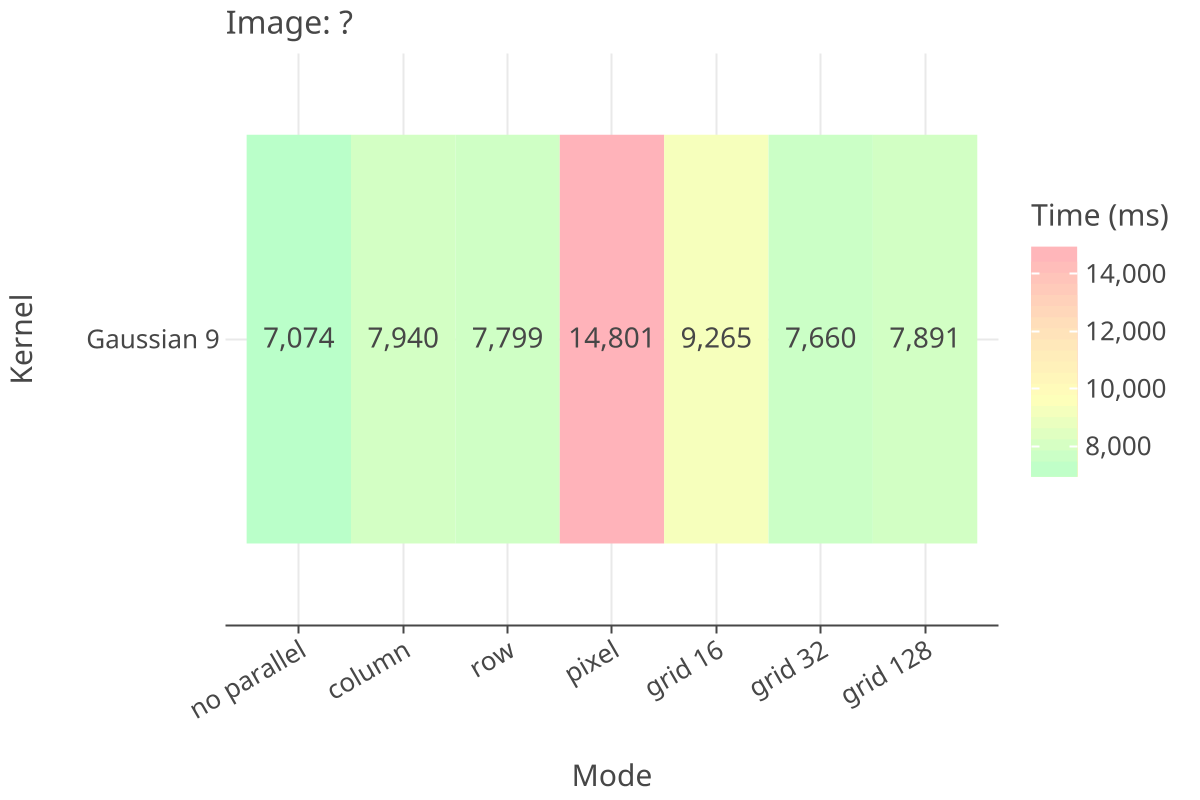 Image: ?
Kernel
Gaussian 9
7,074 7,940 7,799 14,801 9,265 7,660 7,891
Time (ms)
14,000
12,000
10,000
8,000
no parallel column row pixel grid 16 grid 32 grid 128
Mode